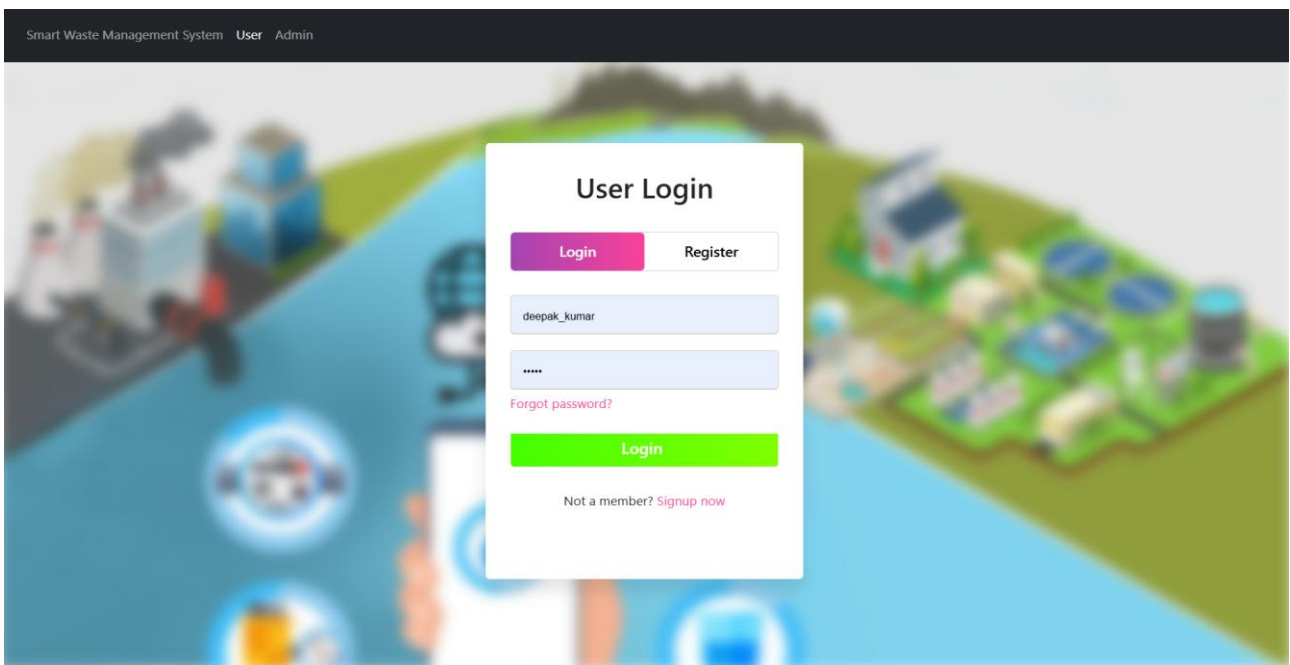 Smart Waste Management System User Admin
User Login
Login Register
deepak_kumar
•••••
Forgot password?
Login
Not a member? Signup now